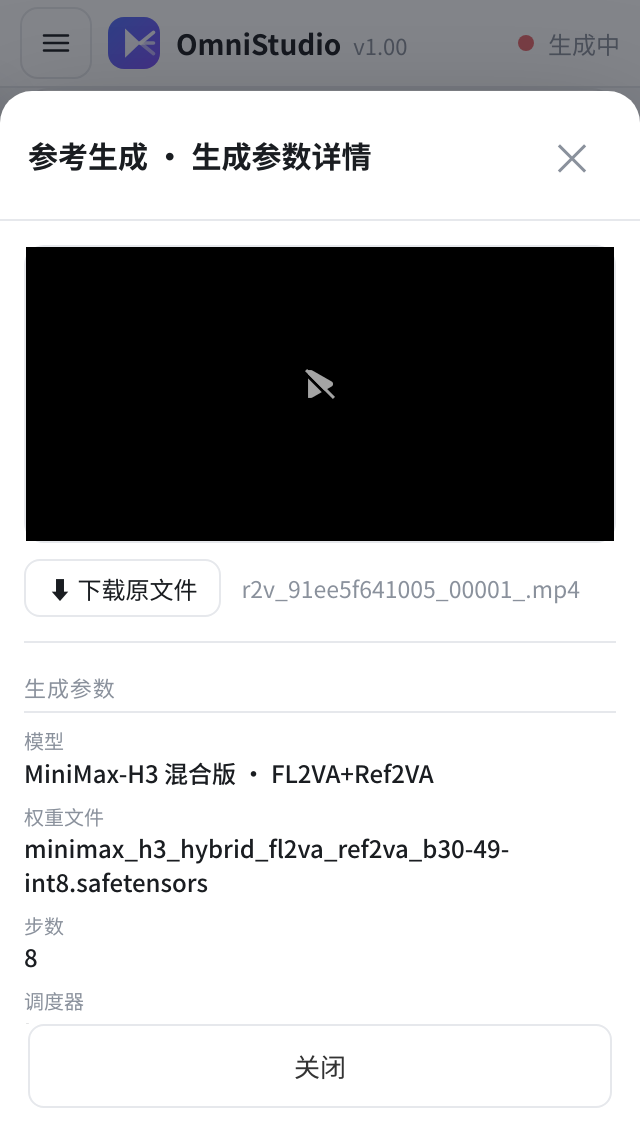 OmniStudio v1.00 生成中
参考生成 · 生成参数详情
下载原文件 r2v_91ee5f641005_00001_.mp4
生成参数
模型
MiniMax-H3 混合版 · FL2VA+Ref2VA
权重文件
minimax_h3_hybrid_fl2va_ref2va_b30-49-
int8.safetensors
步数
8
调度器
关闭